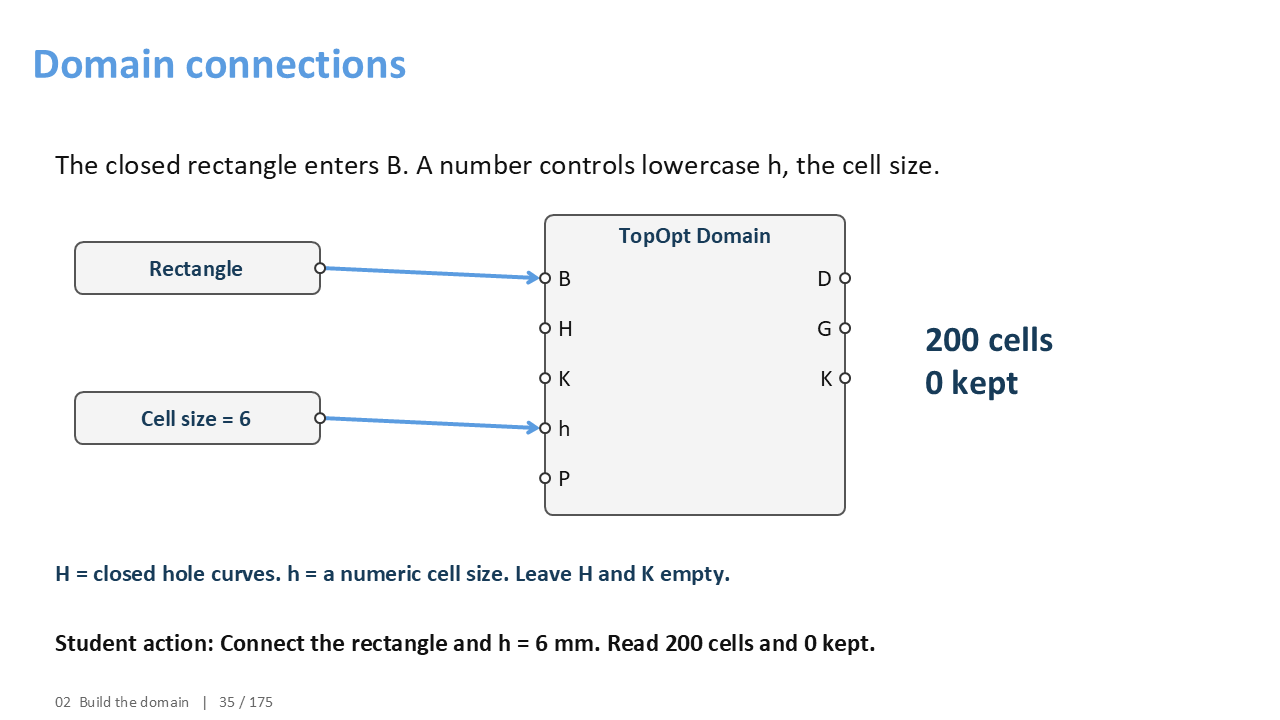 Domain connections
The closed rectangle enters B. A number controls lowercase h, the cell size.
TopOpt Domain
Rectangle
B
D
H
G
K
K
Cell size = 6
h
P
200 cells
0 kept
H = closed hole curves. h = a numeric cell size. Leave H and K empty.
Student action: Connect the rectangle and h = 6 mm. Read 200 cells and 0 kept.
02 Build the domain | 35 / 175